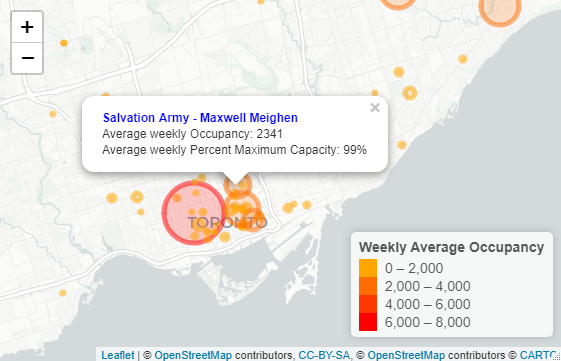 +
−
×
Salvation Army - Maxwell Meighen
Average weekly Occupancy: 2341
Average weekly Percent Maximum Capacity: 99%
TORONTO
Weekly Average Occupancy
0 – 2,000
2,000 – 4,000
4,000 – 6,000
6,000 – 8,000
Leaflet | © OpenStreetMap contributors, CC-BY-SA, © OpenStreetMap contributors © CARTO